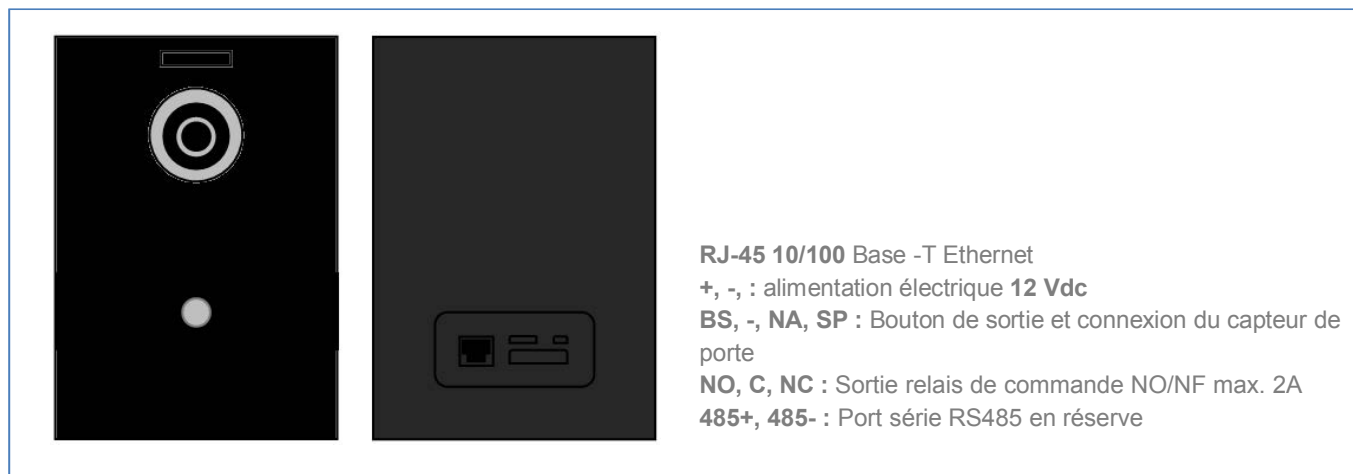 RJ-45 10/100 Base -T Ethernet
+, -, : alimentation électrique 12 Vdc
BS, -, NA, SP : Bouton de sortie et connexion du capteur de
porte
NO, C, NC : Sortie relais de commande NO/NF max. 2A
485+, 485- : Port série RS485 en réserve